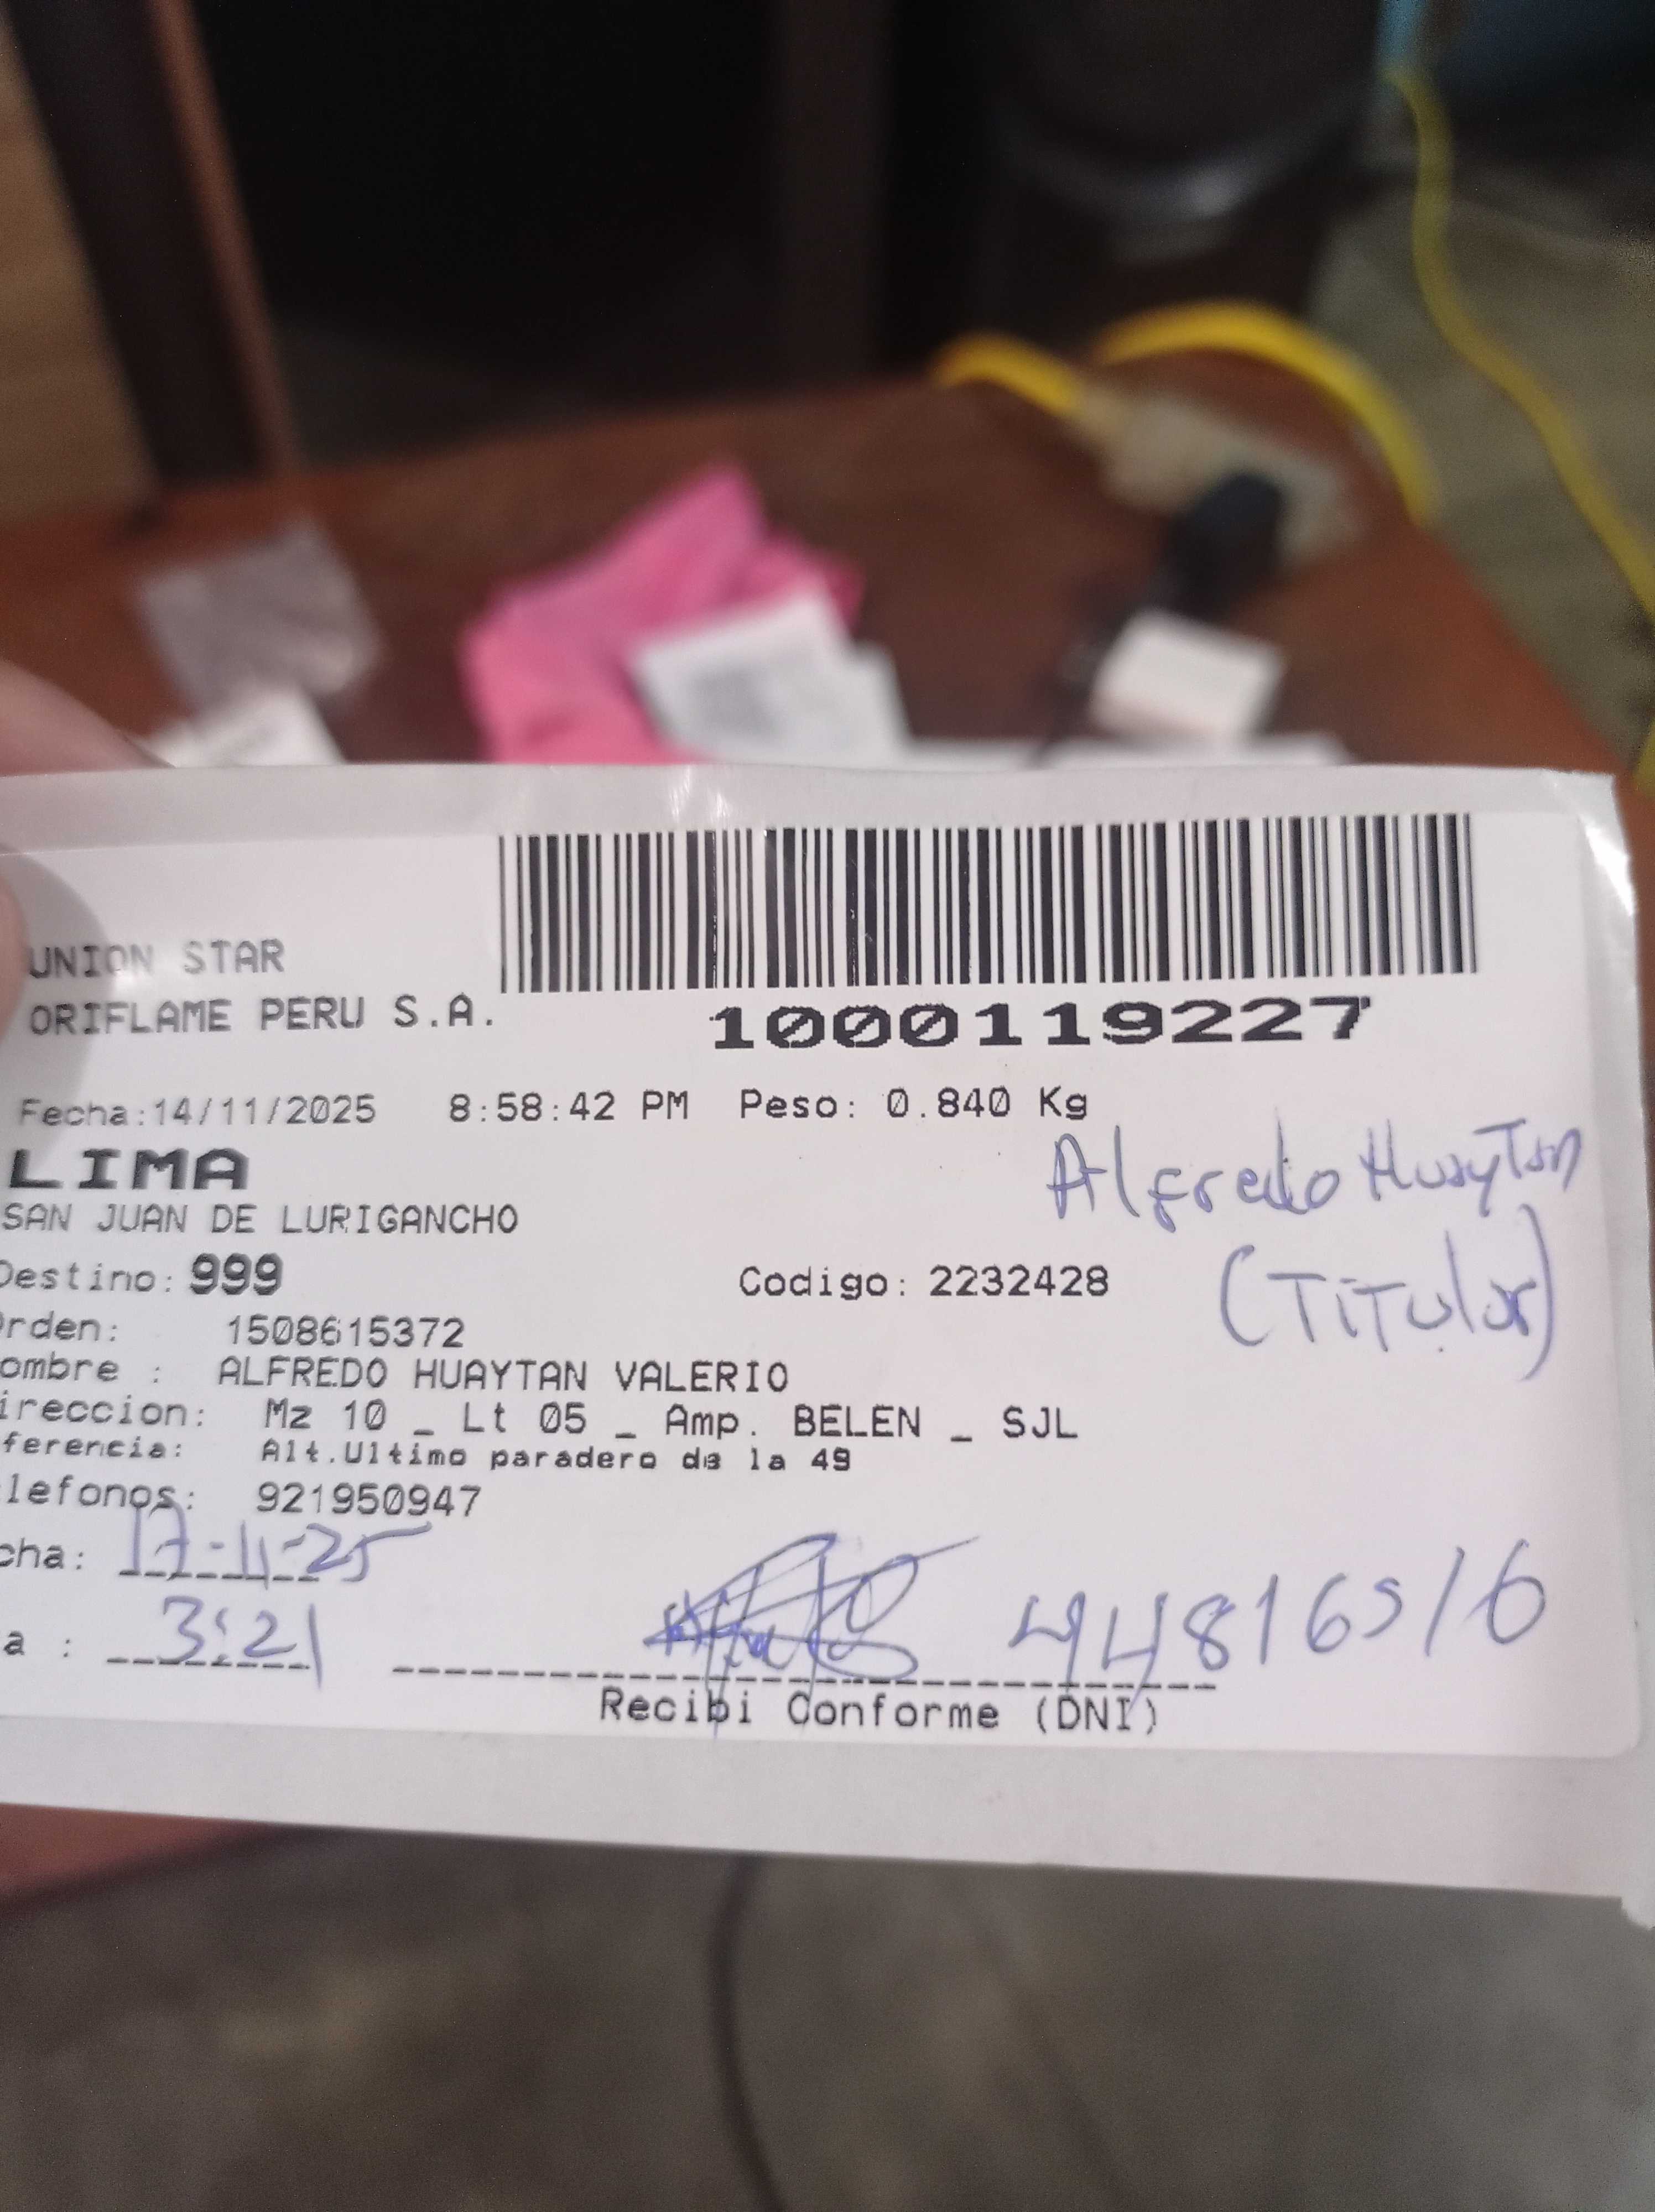 UNION STAR
ORIFLAME PERU S.A.
1000119227
Fecha:14/11/2025 8:58:42 PM Peso: 0.840 Kg
LIMA
Alfredo Huaytan
SAN JUAN DE LURIGANCHO
(Titular)
Destino: 999 Codigo: 2232428
rden: 1508615372
ombre : ALFREDO HUAYTAN VALERIO
ireccion: Mz 10 _ Lt 05 _ Amp. BELEN _ SJL
ferencia: Alt.Ultimo paradero de la 49
lefonos: 921950947
cha: 17-11-25
a : 3:21 44816516
Recibi Conforme (DNI)